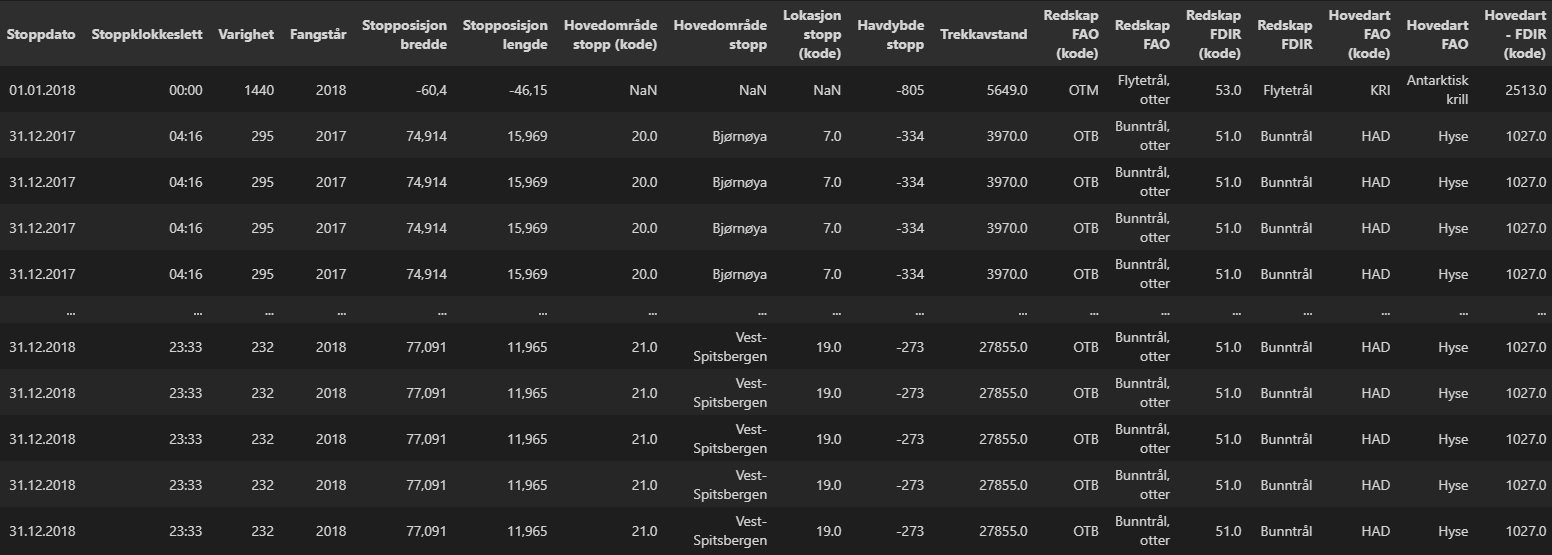 Stoppdato Stoppklokkeslett Varighet Fangstår Stopposisjon bredde Stopposisjon lengde Hovedområde stopp (kode) Hovedområde stopp Lokasjon stopp (kode) Havdybde stopp Trekkavstand Redskap FAO (kode) Redskap FAO Redskap FDIR (kode) Redskap FDIR Hovedart FAO (kode) Hovedart FAO Hovedart - FDIR (kode)
01.01.2018 00:00 1440 2018 -60,4 -46,15 NaN NaN NaN -805 5649.0 OTM Flytetrål, otter 53.0 Flytetrål KRI Antarktisk krill 2513.0
31.12.2017 04:16 295 2017 74,914 15,969 20.0 Bjørnøya 7.0 -334 3970.0 OTB Bunntrål, otter 51.0 Bunntrål HAD Hyse 1027.0
31.12.2017 04:16 295 2017 74,914 15,969 20.0 Bjørnøya 7.0 -334 3970.0 OTB Bunntrål, otter 51.0 Bunntrål HAD Hyse 1027.0
31.12.2017 04:16 295 2017 74,914 15,969 20.0 Bjørnøya 7.0 -334 3970.0 OTB Bunntrål, otter 51.0 Bunntrål HAD Hyse 1027.0
31.12.2017 04:16 295 2017 74,914 15,969 20.0 Bjørnøya 7.0 -334 3970.0 OTB Bunntrål, otter 51.0 Bunntrål HAD Hyse 1027.0
... ... ... ... ... ... ... ... ... ... ... ... ... ... ... ... ... ...
31.12.2018 23:33 232 2018 77,091 11,965 21.0 Vest-Spitsbergen 19.0 -273 27855.0 OTB Bunntrål, otter 51.0 Bunntrål HAD Hyse 1027.0
31.12.2018 23:33 232 2018 77,091 11,965 21.0 Vest-Spitsbergen 19.0 -273 27855.0 OTB Bunntrål, otter 51.0 Bunntrål HAD Hyse 1027.0
31.12.2018 23:33 232 2018 77,091 11,965 21.0 Vest-Spitsbergen 19.0 -273 27855.0 OTB Bunntrål, otter 51.0 Bunntrål HAD Hyse 1027.0
31.12.2018 23:33 232 2018 77,091 11,965 21.0 Vest-Spitsbergen 19.0 -273 27855.0 OTB Bunntrål, otter 51.0 Bunntrål HAD Hyse 1027.0
31.12.2018 23:33 232 2018 77,091 11,965 21.0 Vest-Spitsbergen 19.0 -273 27855.0 OTB Bunntrål, otter 51.0 Bunntrål HAD Hyse 1027.0